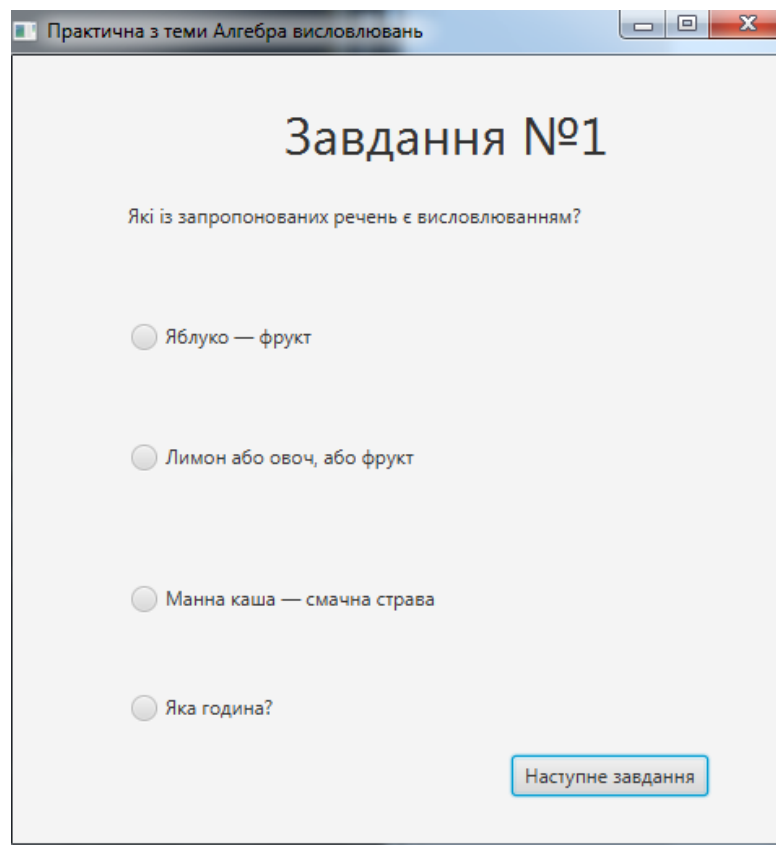 Практична з теми Алгебра висловлювань
Завдання №1
Які із запропонованих речень є висловлюванням?
Яблуко — фрукт
Лимон або овоч, або фрукт
Манна каша — смачна страва
Яка година?
Наступне завдання